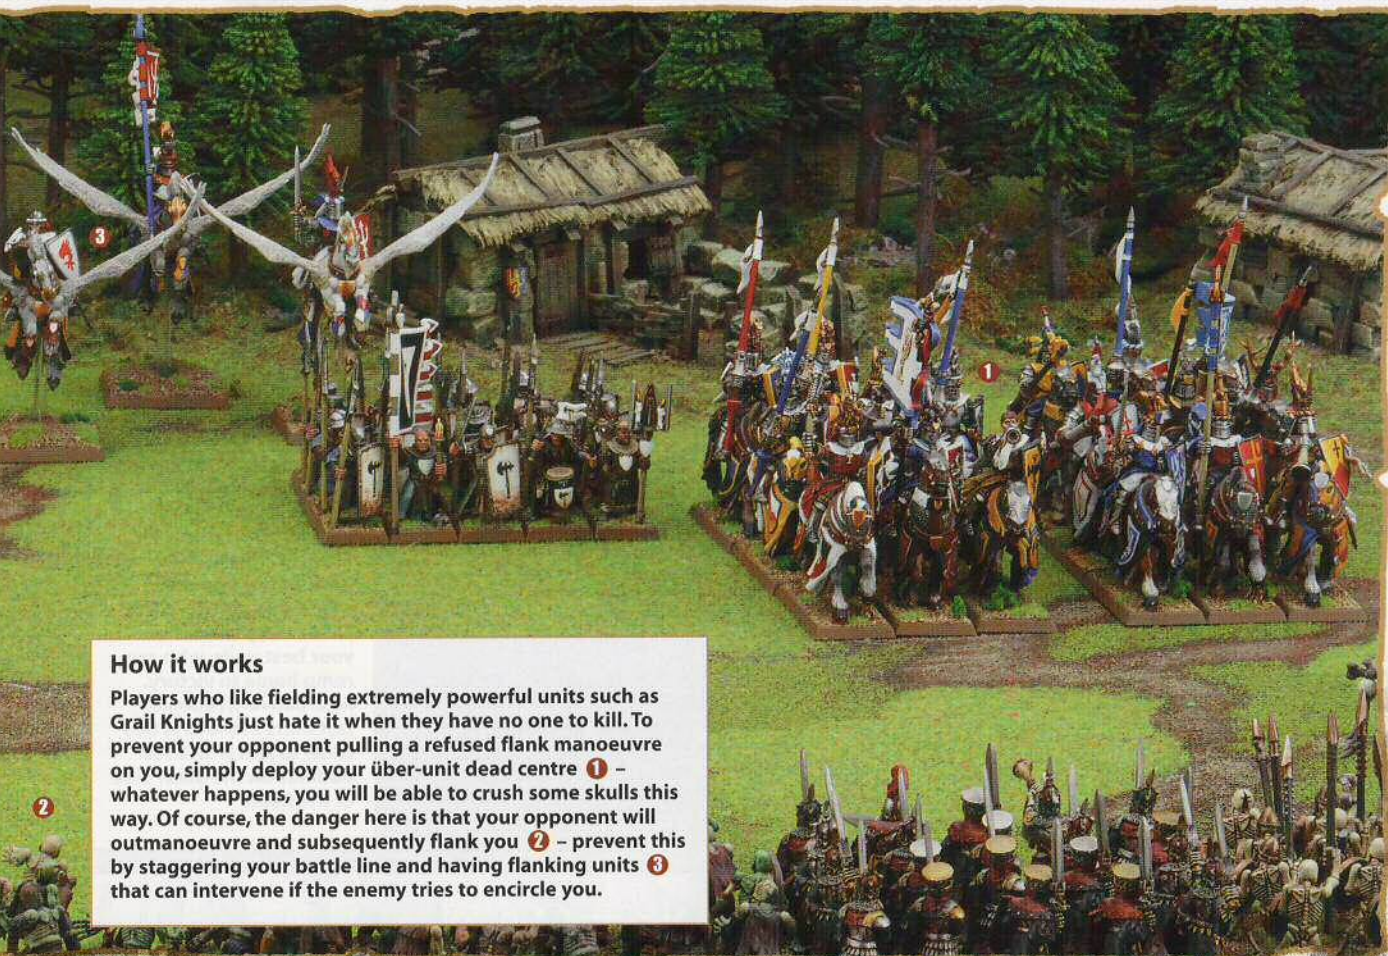 3
1
How it works
Players who like fielding extremely powerful units such as
Grail Knights just hate it when they have no one to kill. To
prevent your opponent pulling a refused flank manoeuvre
on you, simply deploy your über-unit dead centre 1 –
whatever happens, you will be able to crush some skulls this
way. Of course, the danger here is that your opponent will
outmanoeuvre and subsequently flank you 2 – prevent this
by staggering your battle line and having flanking units 3
that can intervene if the enemy tries to encircle you.
2